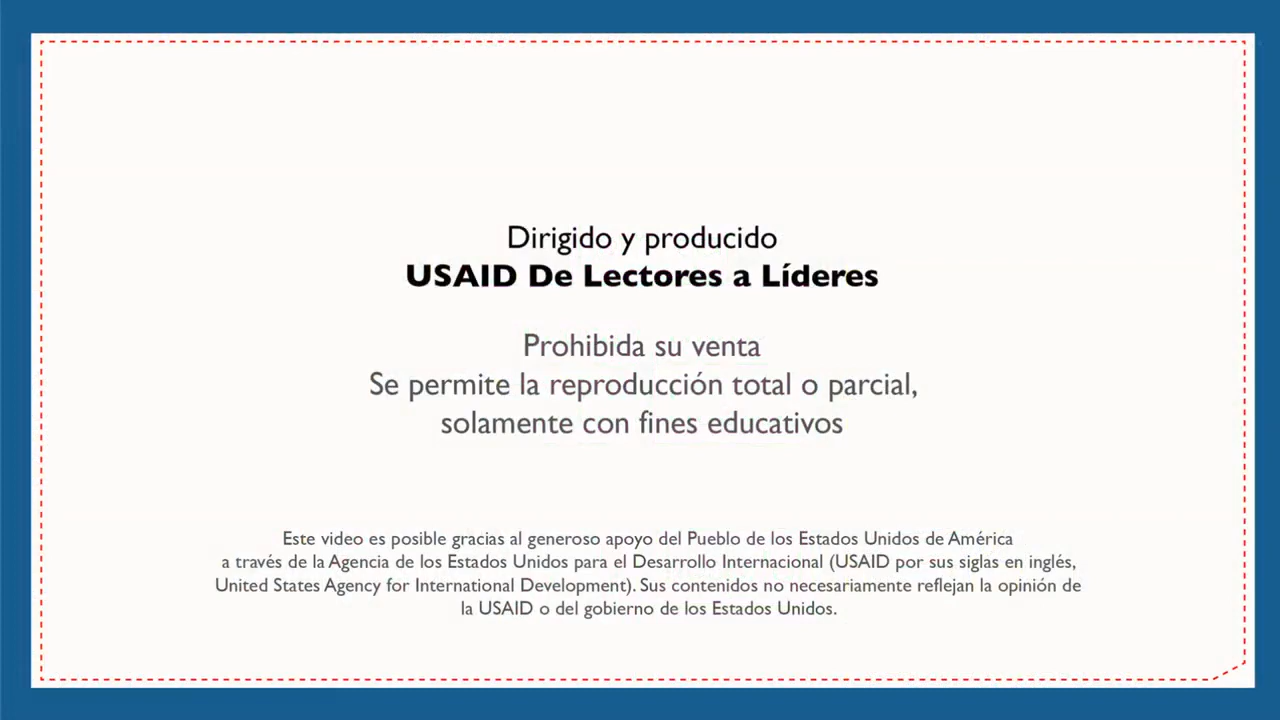 Dirigido y producido
USAID De Lectores a Líderes
Prohibida su venta
Se permite la reproducción total o parcial,
solamente con fines educativos
Este video es posible gracias al generoso apoyo del Pueblo de los Estados Unidos de América
a través de la Agencia de los Estados Unidos para el Desarrollo Internacional (USAID por sus siglas en inglés,
United States Agency for International Development). Sus contenidos no necesariamente reflejan la opinión de
la USAID o del gobierno de los Estados Unidos.